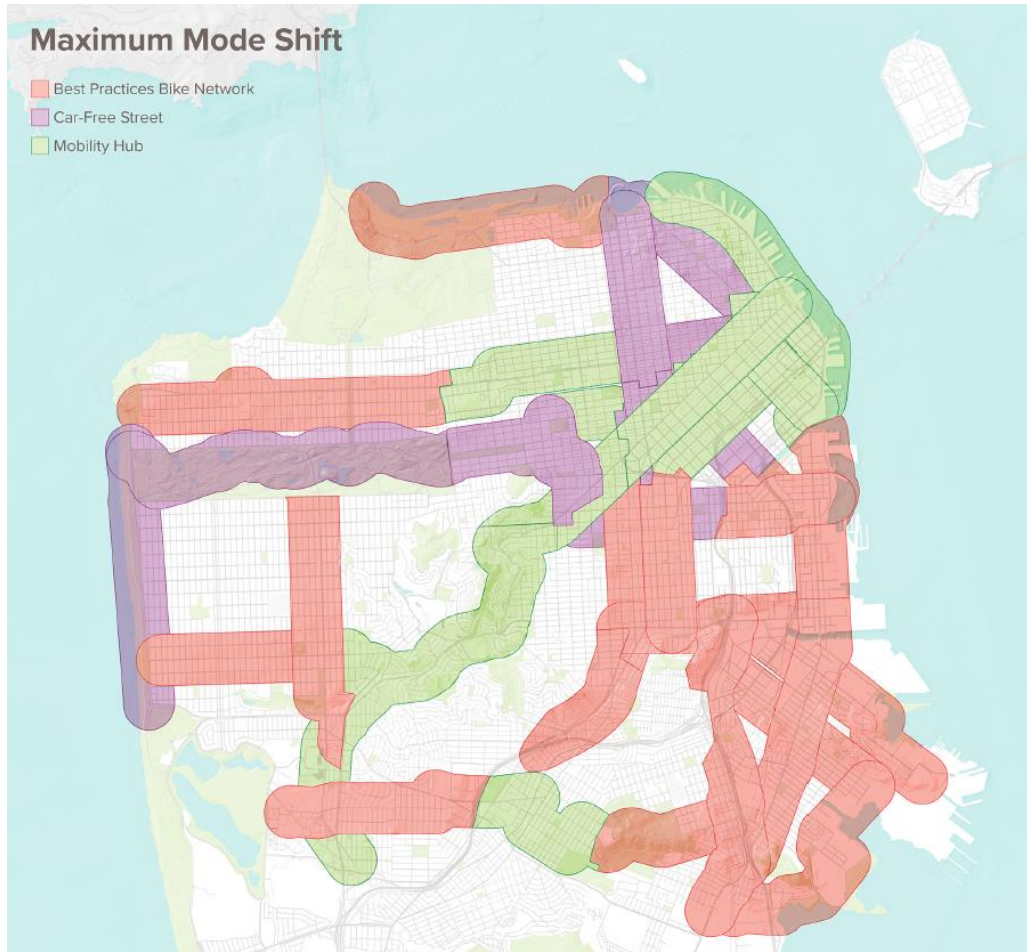 Maximum Mode Shift
Best Practices Bike Network
Car-Free Street
Mobility Hub